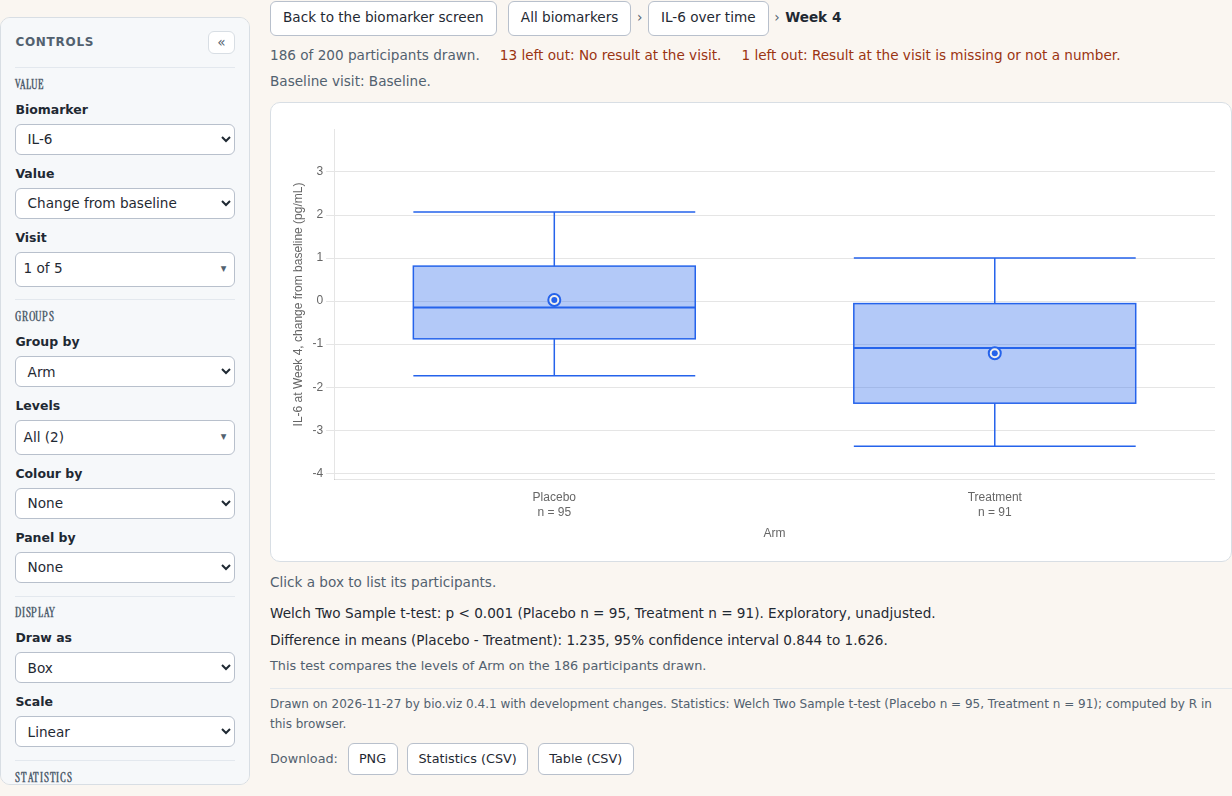 Back to the biomarker screen
All biomarkers
›
IL-6 over time
›
Week 4
CONTROLS
«
186 of 200 participants drawn.
13 left out: No result at the visit.
1 left out: Result at the visit is missing or not a number.
Baseline visit: Baseline.
VALUE
Biomarker
IL-6
Value
Change from baseline
Visit
1 of 5
GROUPS
Group by
Arm
Levels
All (2)
Colour by
None
Panel by
None
DISPLAY
Draw as
Box
Scale
Linear
STATISTICS
IL-6 at Week 4, change from baseline (pg/mL)
3
2
1
0
-1
-2
-3
-4
Placebo
n = 95
Treatment
n = 91
Arm
Click a box to list its participants.
Welch Two Sample t-test: p < 0.001 (Placebo n = 95, Treatment n = 91). Exploratory, unadjusted.
Difference in means (Placebo - Treatment): 1.235, 95% confidence interval 0.844 to 1.626.
This test compares the levels of Arm on the 186 participants drawn.
Drawn on 2026-11-27 by bio.viz 0.4.1 with development changes. Statistics: Welch Two Sample t-test (Placebo n = 95, Treatment n = 91); computed by R in
this browser.
Download:
PNG
Statistics (CSV)
Table (CSV)